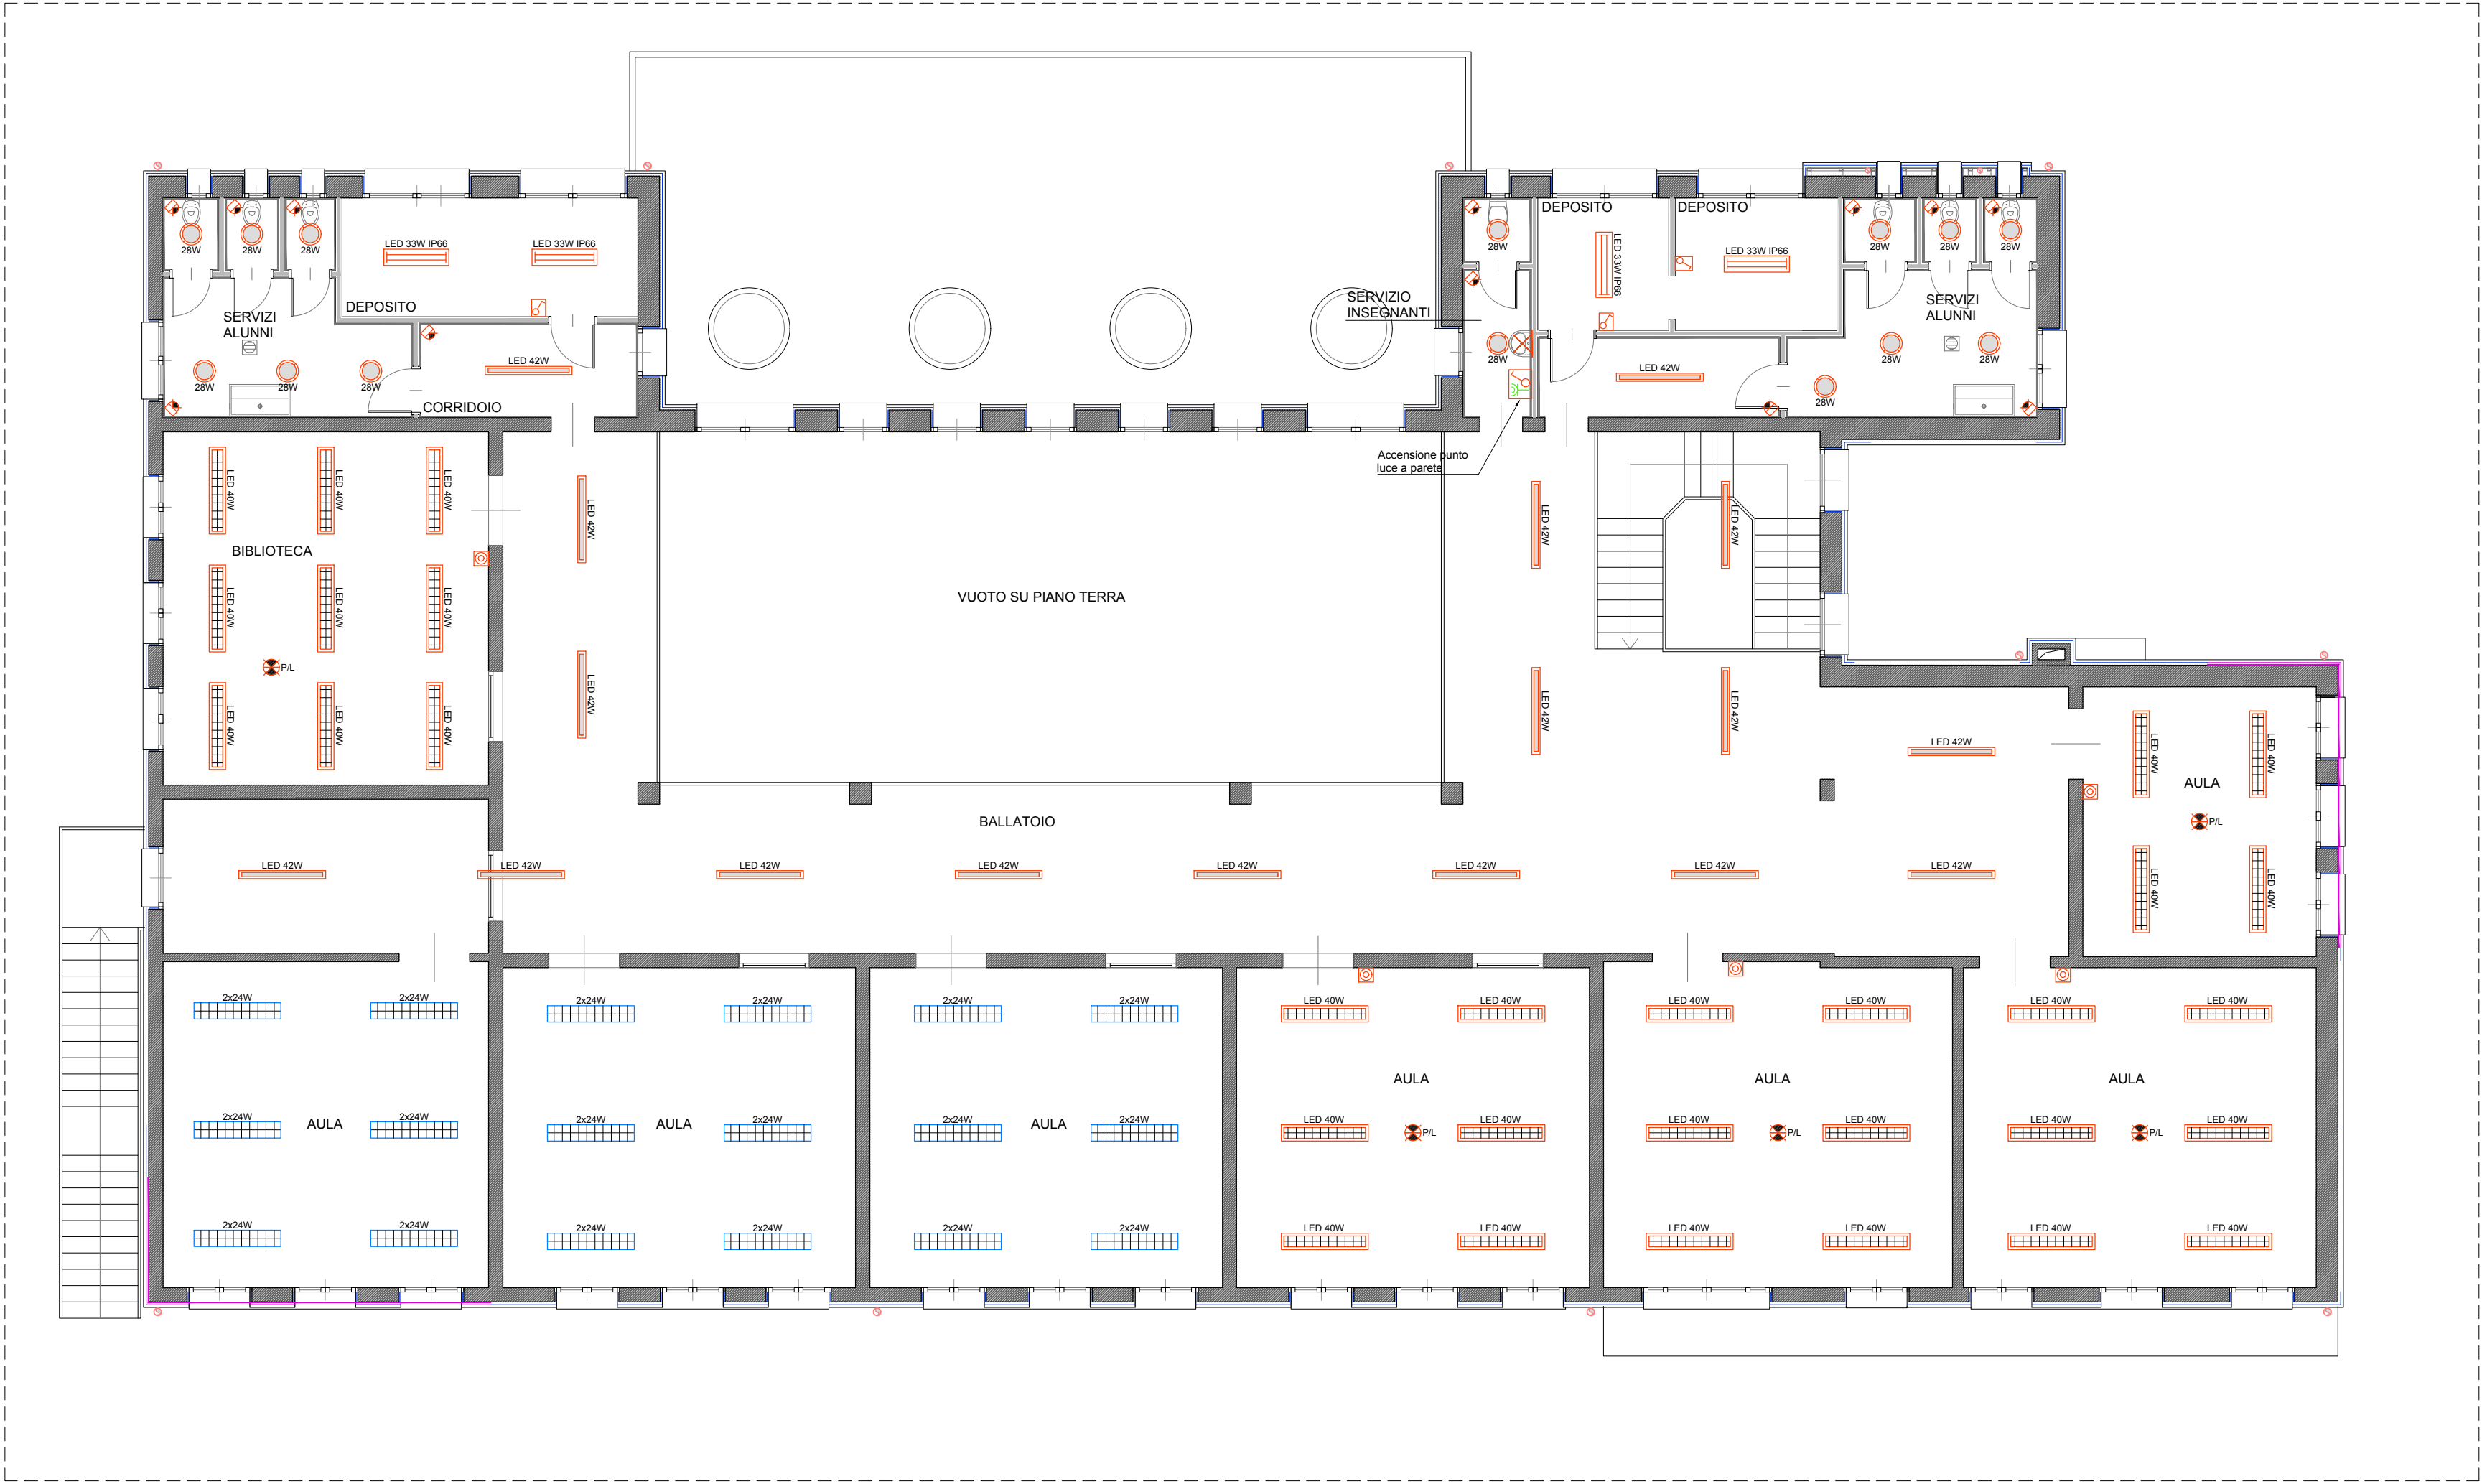 DEPOSITO
DEPOSITO
28W
28W
28W
LED 33W IP66
LED 33W IP66
28W
LED 33W IP66
LED 33W IP66
28W
28W
28W
DEPOSITO
SERVIZI
ALUNNI
SERVIZIO
INSEGNANTI
SERVIZI
ALUNNI
28W
28W
28W
LED 42W
28W
LED 42W
28W
28W
28W
CORRIDOIO
Accensione punto
luce a parete
LED 40W
LED 40W
LED 40W
LED 42W
LED 42W
LED 42W
BIBLIOTECA
VUOTO SU PIANO TERRA
LED 40W
LED 40W
LED 40W
P/L
LED 42W
LED 42W
LED 42W
LED 40W
LED 40W
LED 40W
LED 42W
LED 40W
LED 40W
AULA
BALLATOIO
P/L
LED 42W
LED 42W
LED 42W
LED 42W
LED 42W
LED 42W
LED 42W
LED 42W
LED 40W
LED 40W
2x24W
2x24W
2x24W
2x24W
2x24W
2x24W
LED 40W
LED 40W
LED 40W
LED 40W
LED 40W
LED 40W
AULA
AULA
AULA
2x24W
2x24W
2x24W
2x24W
2x24W
2x24W
LED 40W
LED 40W
LED 40W
LED 40W
LED 40W
LED 40W
AULA
AULA
AULA
P/L
P/L
P/L
2x24W
2x24W
2x24W
2x24W
2x24W
2x24W
LED 40W
LED 40W
LED 40W
LED 40W
LED 40W
LED 40W